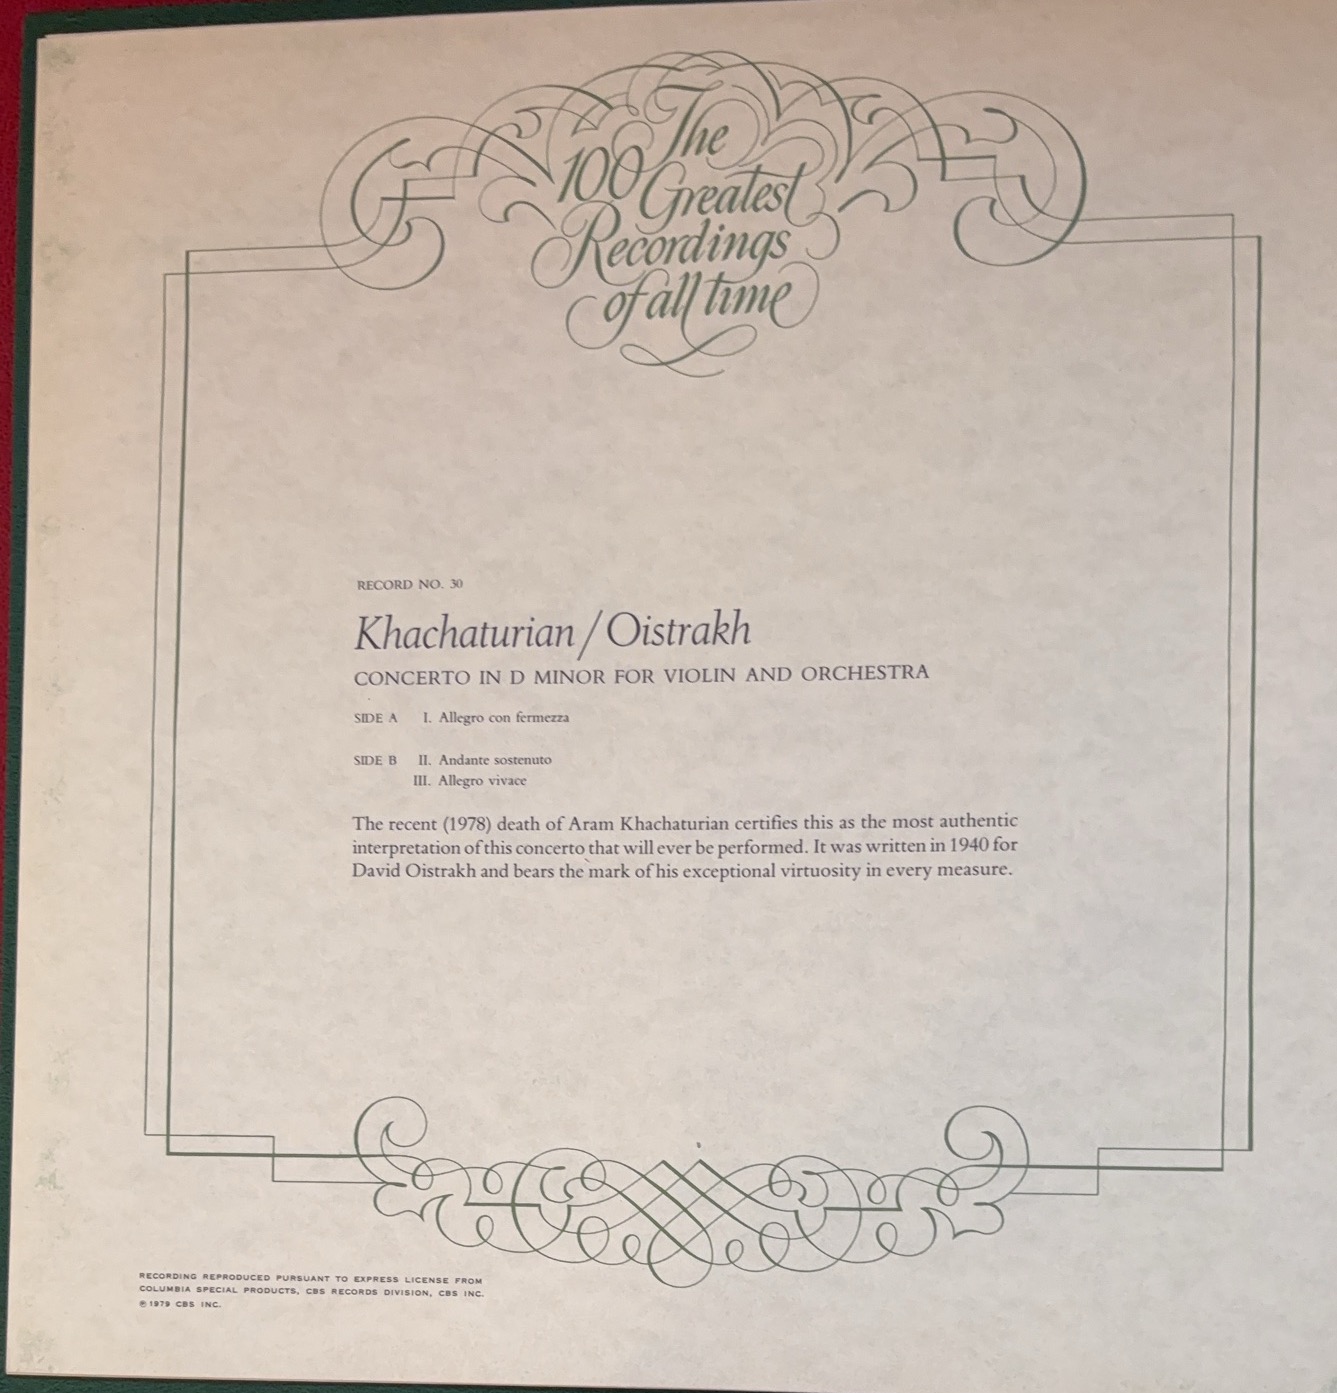 The
100 Greatest
Recordings
of all time
RECORD NO. 30
Khachaturian / Oistrakh
CONCERTO IN D MINOR FOR VIOLIN AND ORCHESTRA
SIDE A I. Allegro con fermezza
SIDE B II. Andante sostenuto
III. Allegro vivace
The recent (1978) death of Aram Khachaturian certifies this as the most authentic
interpretation of this concerto that will ever be performed. It was written in 1940 for
David Oistrakh and bears the mark of his exceptional virtuosity in every measure.
RECORDING REPRODUCED PURSUANT TO EXPRESS LICENSE FROM
COLUMBIA SPECIAL PRODUCTS, CBS RECORDS DIVISION, CBS INC.
℗ 1979 CBS INC.